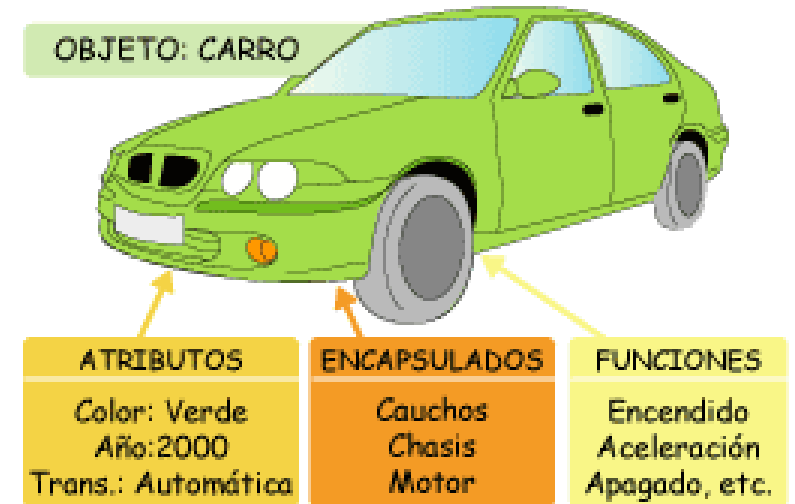 OBJETO: CARRO
ATRIBUTOS
Color: Verde
Año:2000
Trans.: Automática
ENCAPSULADOS
Cauchos
Chasis
Motor
FUNCIONES
Encendido
Aceleración
Apagado, etc.